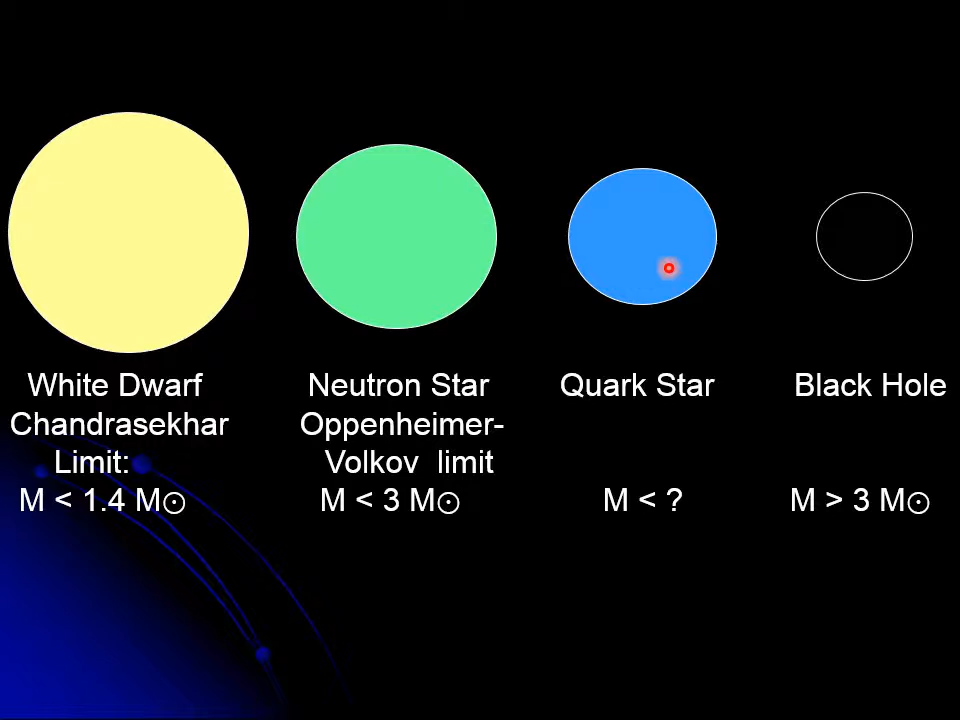 White Dwarf
Chandrasekhar
Limit:
M < 1.4 M⊙
Neutron Star
Oppenheimer-
Volkov limit
M < 3 M⊙
Quark Star
M < ?
Black Hole
M > 3 M⊙